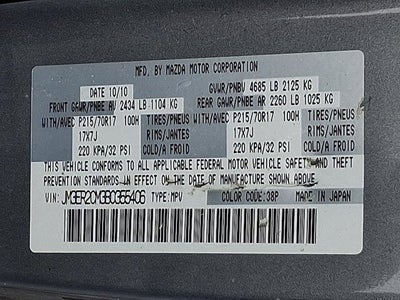 MFD. BY MAZDA MOTOR CORPORATION
DATE 10/10 GVWR/PNBV 4685 LB 2125 KG
FRONT GAWR/PNBE AV 2434 LB 1104 KG REAR GAWR/PNBE AR 2260 LB 1025 KG
WITH/AVEC P215/70R17 100H TIRES/PNEUS WITH/AVEC P215/70R17 100H TIRES/PNEUS
17X7J RIMS/JANTES 17X7J RIMS/JANTES
220 KPA/32 PSI COLD/A FROID 220 KPA/32 PSI COLD/A FROID
THIS VEHICLE CONFORMS TO ALL APPLICABLE FEDERAL MOTOR VEHICLE SAFETY AND THEFT
PREVENTION STANDARDS IN EFFECT ON THE DATE OF MANUFACTURE SHOWN ABOVE.
VIN: TYPE:MPV COLOR CODE:38P MADE IN JAPAN